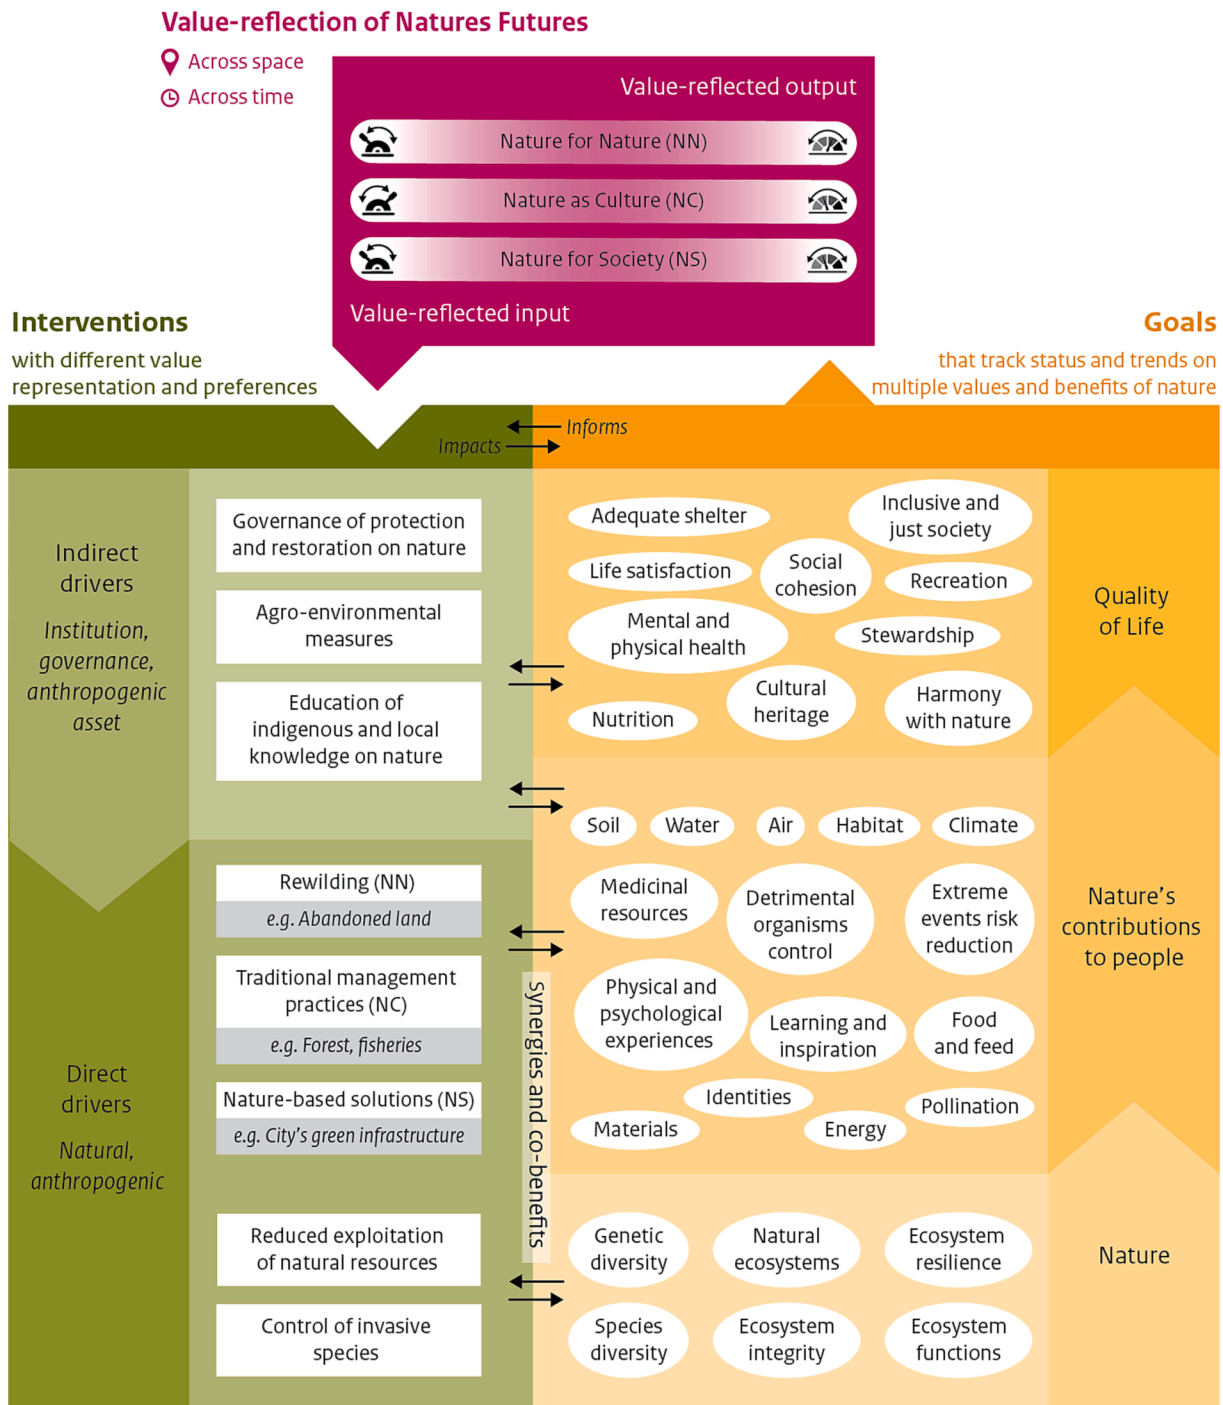 Value-reflection of Natures Futures
Across space
Across time
Value-reflected output
Nature for Nature (NN)
Nature as Culture (NC)
Nature for Society (NS)
Value-reflected input
Interventions
with different value
representation and preferences
Goals
that track status and trends on
multiple values and benefits of nature
Informs
Impacts
Indirect
drivers
Institution,
governance,
anthropogenic
asset
Governance of protection
and restoration on nature
Agro-environmental
measures
Education of
indigenous and local
knowledge on nature
Direct
drivers
Natural,
anthropogenic
Rewilding (NN)
e.g. Abandoned land
Traditional management
practices (NC)
e.g. Forest, fisheries
Nature-based solutions (NS)
e.g. City's green infrastructure
Reduced exploitation
of natural resources
Control of invasive
species
Synergies and co-benefits
Adequate shelter
Inclusive and
just society
Life satisfaction
Social
cohesion
Recreation
Mental and
physical health
Stewardship
Nutrition
Cultural
heritage
Harmony
with nature
Quality
of Life
Soil
Water
Air
Habitat
Climate
Medicinal
resources
Detrimental
organisms
control
Extreme
events risk
reduction
Physical and
psychological
experiences
Learning and
inspiration
Food
and feed
Identities
Pollination
Materials
Energy
Nature's
contributions
to people
Genetic
diversity
Natural
ecosystems
Ecosystem
resilience
Species
diversity
Ecosystem
integrity
Ecosystem
functions
Nature